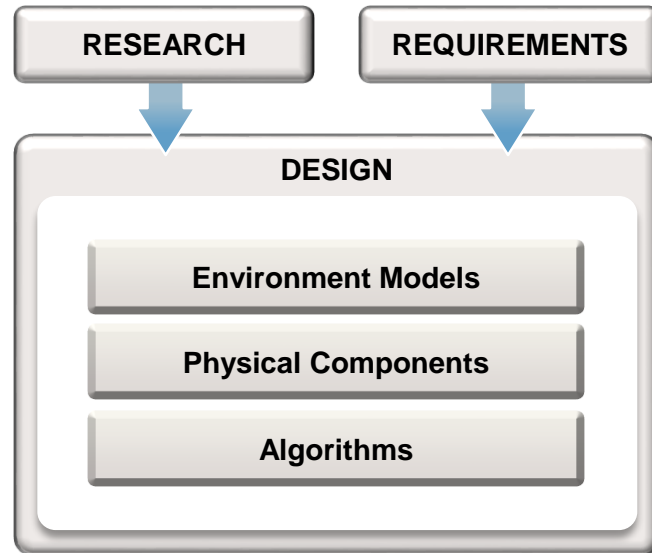 RESEARCH
REQUIREMENTS
DESIGN
Environment Models
Physical Components
Algorithms